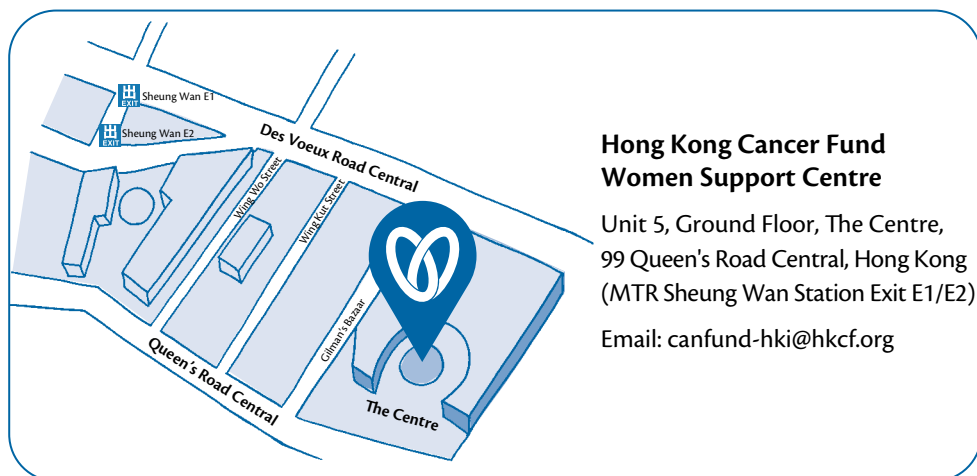 EXIT
Sheung Wan E1
EXIT
Sheung Wan E2
Des Voeux Road Central
Wing Wo Street
Wing Kut Street
Gilman's Bazaar
Queen's Road Central
The Centre
Hong Kong Cancer Fund
Women Support Centre
Unit 5, Ground Floor, The Centre,
99 Queen's Road Central, Hong Kong
(MTR Sheung Wan Station Exit E1/E2)
Email: canfund-hki@hkcf.org